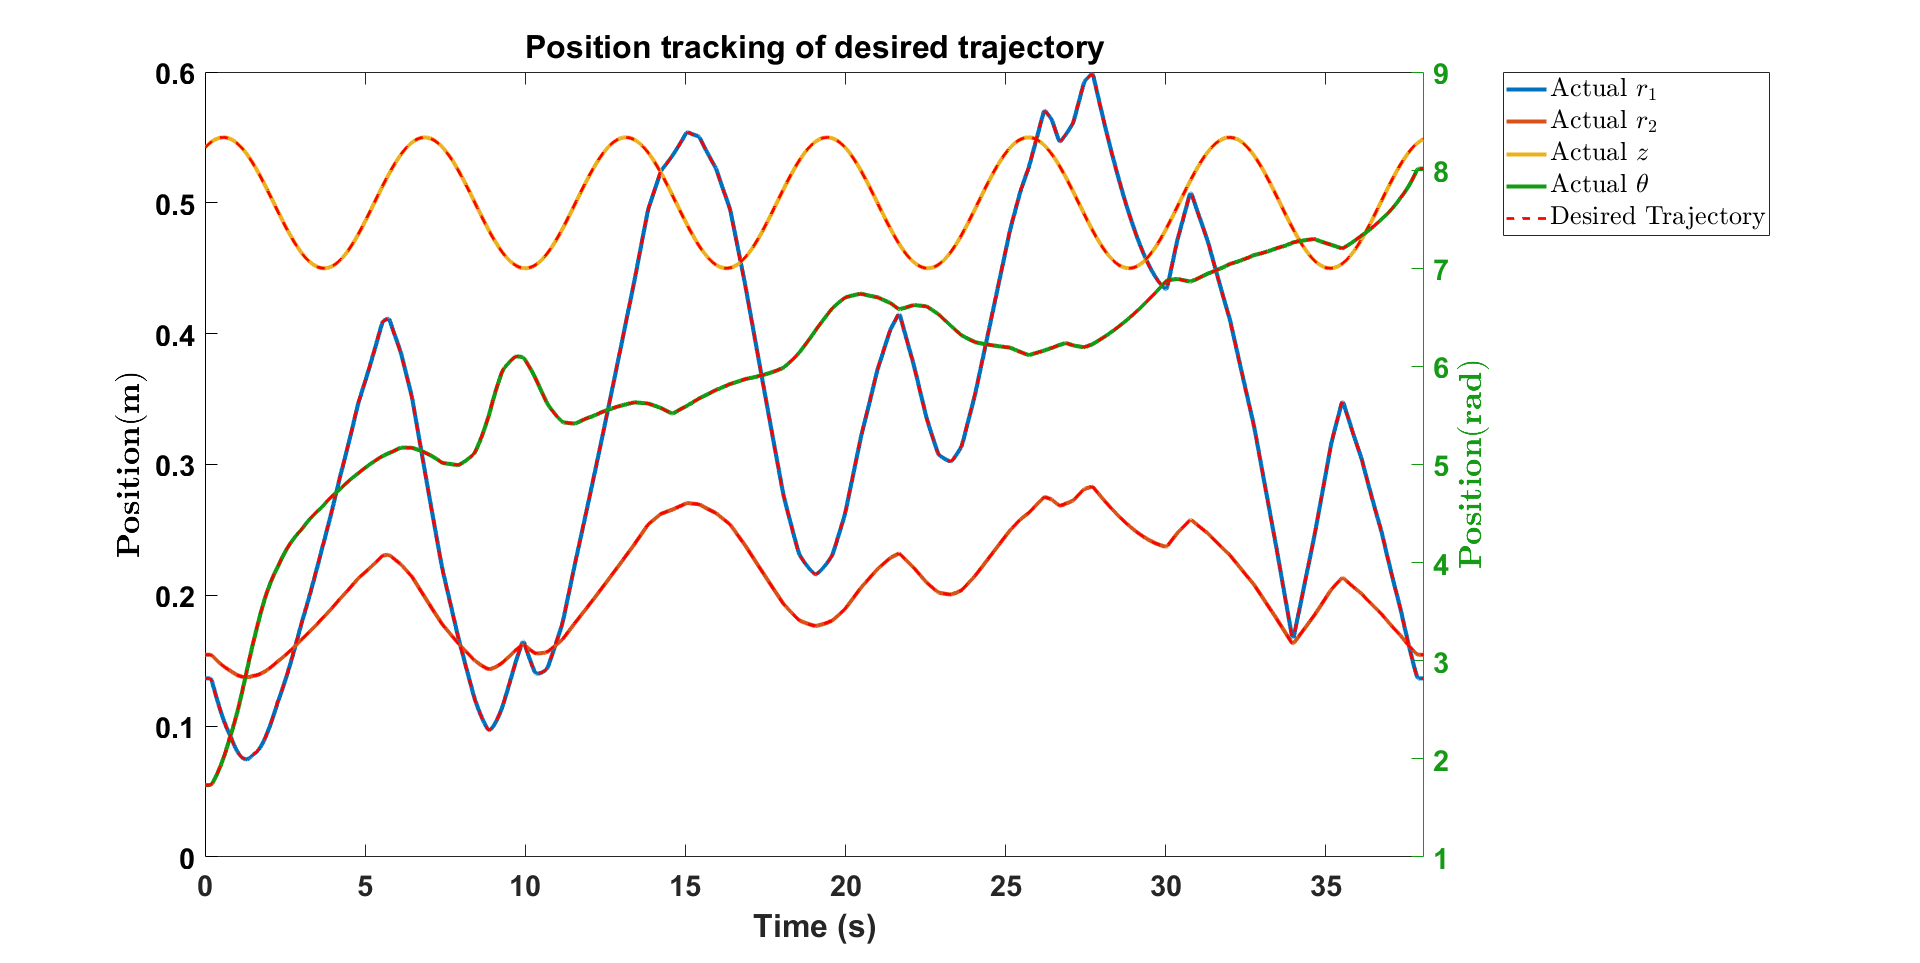 Position tracking of desired trajectory
0.6
0.5
0.4
0.3
0.2
0.1
0
Position(m)
0 5 10 15 20 25 30 35
Time (s)
9
8
7
6
5
4
3
2
1
Position(rad)
Actual r₁
Actual r₂
Actual z
Actual θ
Desired Trajectory